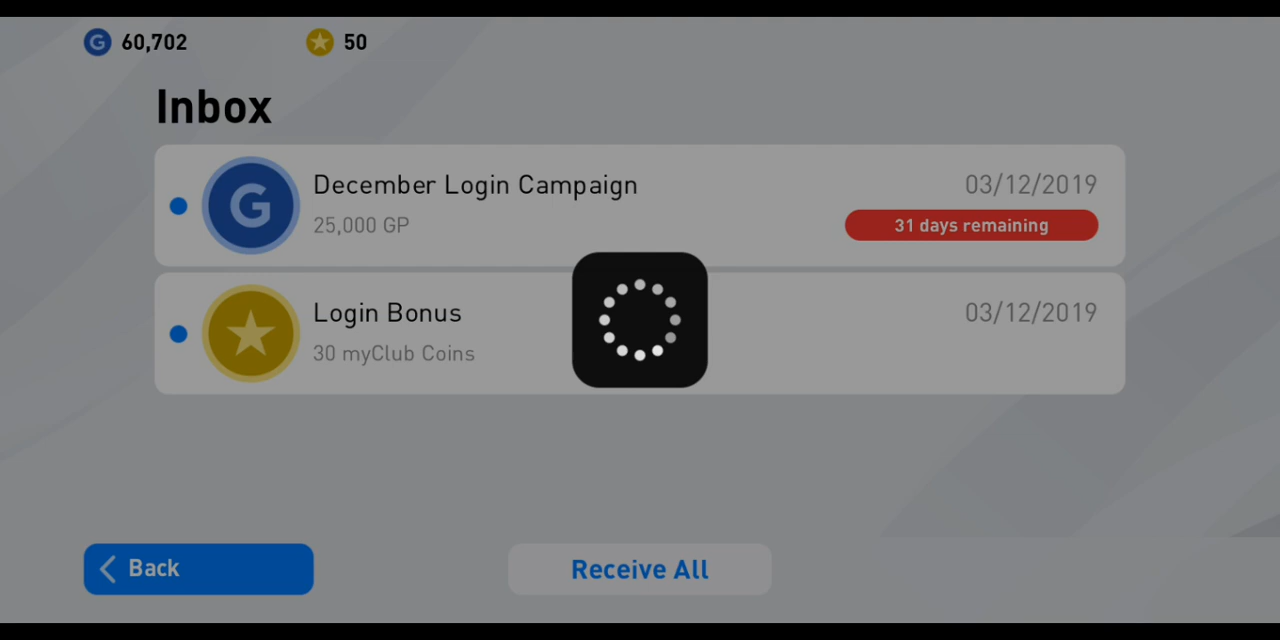 G 60,702 50
Inbox
G
December Login Campaign 03/12/2019
25,000 GP 31 days remaining
Login Bonus 03/12/2019
30 myClub Coins
Back Receive All